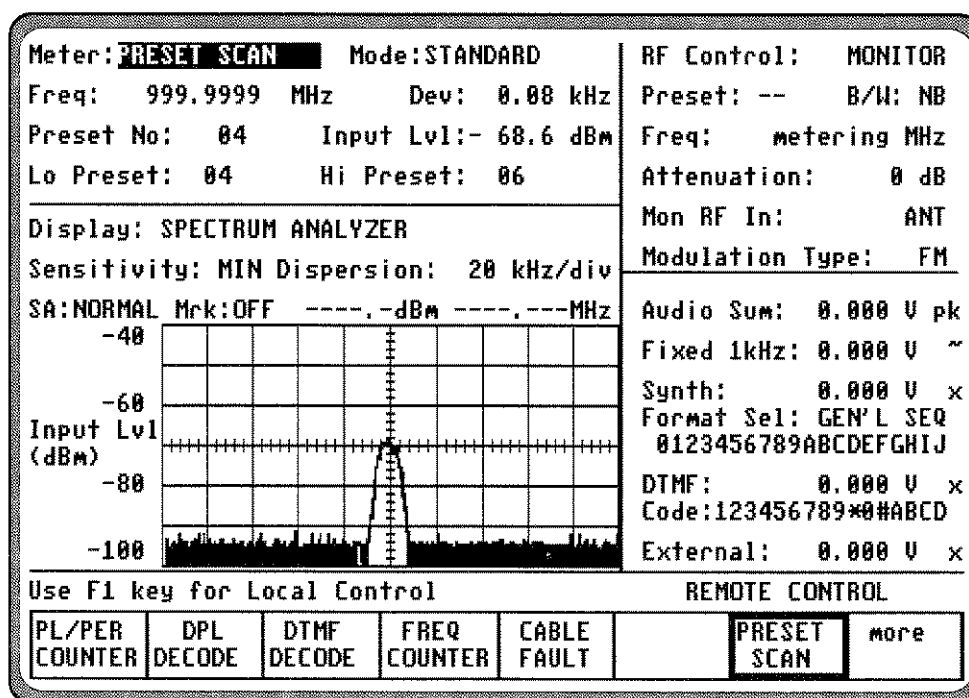 Meter:PRESET SCAN Mode:STANDARD
Freq: 999.9999 MHz Dev: 0.08 kHz
Preset No: 04 Input Lvl:- 68.6 dBm
Lo Preset: 04 Hi Preset: 06
Display: SPECTRUM ANALYZER
Sensitivity: MIN Dispersion: 20 kHz/div
SA:NORMAL Mrk:OFF ----.-dBm ----.---MHz
-40
-60
Input Lvl
(dBm)
-80
-100
RF Control: MONITOR
Preset: -- B/W: NB
Freq: metering MHz
Attenuation: 0 dB
Mon RF In: ANT
Modulation Type: FM
Audio Sum: 0.000 V pk
Fixed 1kHz: 0.000 V ~
Synth: 0.000 V x
Format Sel: GEN'L SEQ
0123456789ABCDEFGHIJ
DTMF: 0.000 V x
Code:123456789*0#ABCD
External: 0.000 V x
Use F1 key for Local Control REMOTE CONTROL
PL/PER
COUNTER
DPL
DECODE
DTMF
DECODE
FREQ
COUNTER
CABLE
FAULT
PRESET
SCAN
more